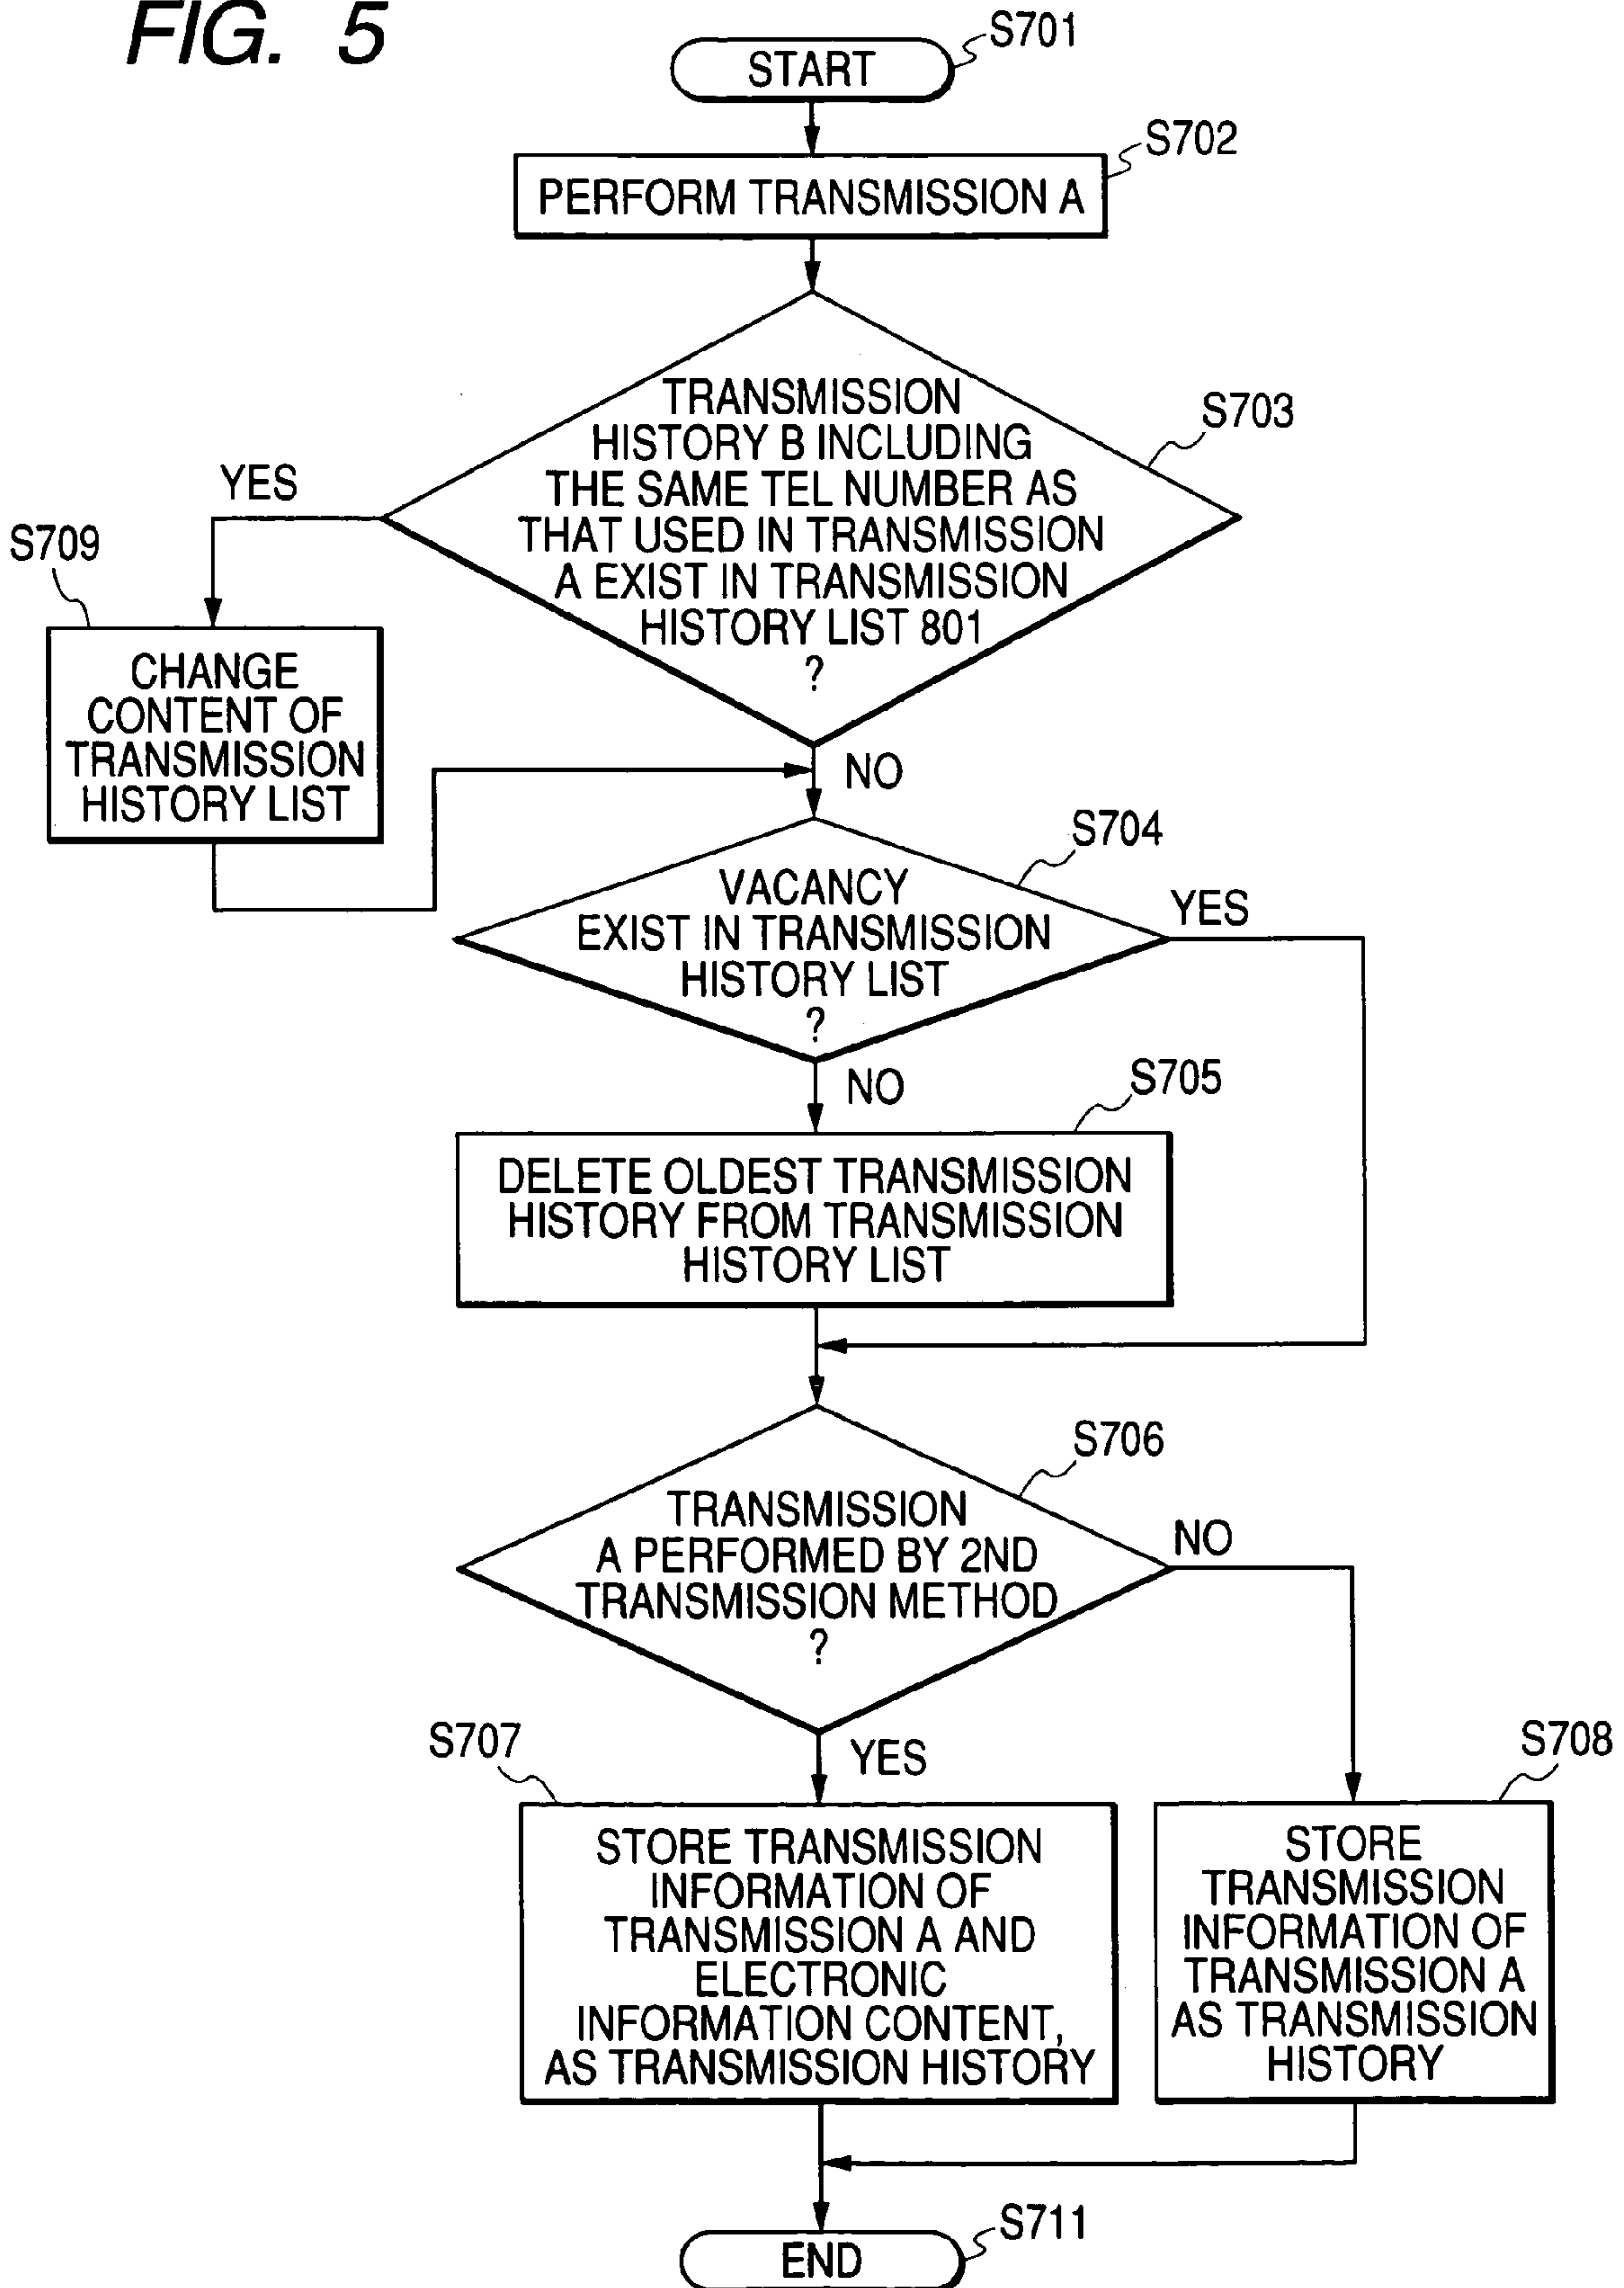 FIG. 5
START
S701
S702
PERFORM TRANSMISSION A
S703
TRANSMISSION
HISTORY B INCLUDING
THE SAME TEL NUMBER AS
THAT USED IN TRANSMISSION
A EXIST IN TRANSMISSION
HISTORY LIST 801
?
YES
S709
CHANGE
CONTENT OF
TRANSMISSION
HISTORY LIST
NO
S704
VACANCY
EXIST IN TRANSMISSION
HISTORY LIST
?
YES
NO
S705
DELETE OLDEST TRANSMISSION
HISTORY FROM TRANSMISSION
HISTORY LIST
S706
TRANSMISSION
A PERFORMED BY 2ND
TRANSMISSION METHOD
?
NO
YES
S707
STORE TRANSMISSION
INFORMATION OF
TRANSMISSION A AND
ELECTRONIC
INFORMATION CONTENT,
AS TRANSMISSION HISTORY
S708
STORE
TRANSMISSION
INFORMATION OF
TRANSMISSION A
AS TRANSMISSION
HISTORY
END
S711